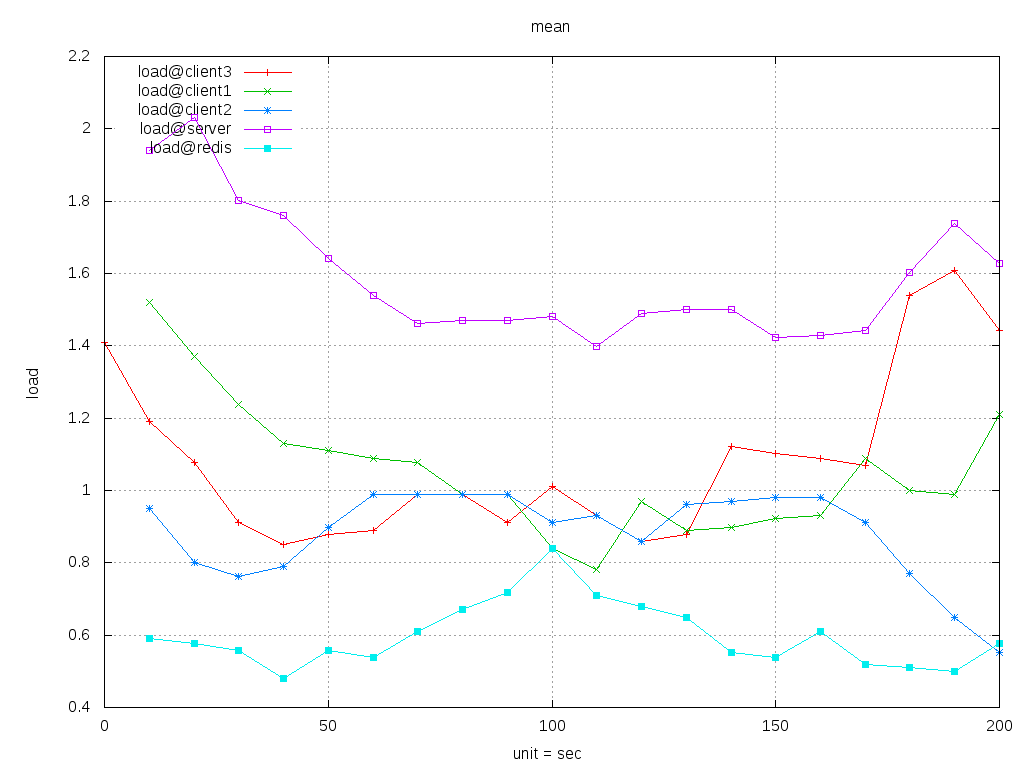 mean
2.2
2
1.8
1.6
1.4
1.2
1
0.8
0.6
0.4
load
load@client3
load@client1
load@client2
load@server
load@redis
0 50 100 150 200
unit = sec